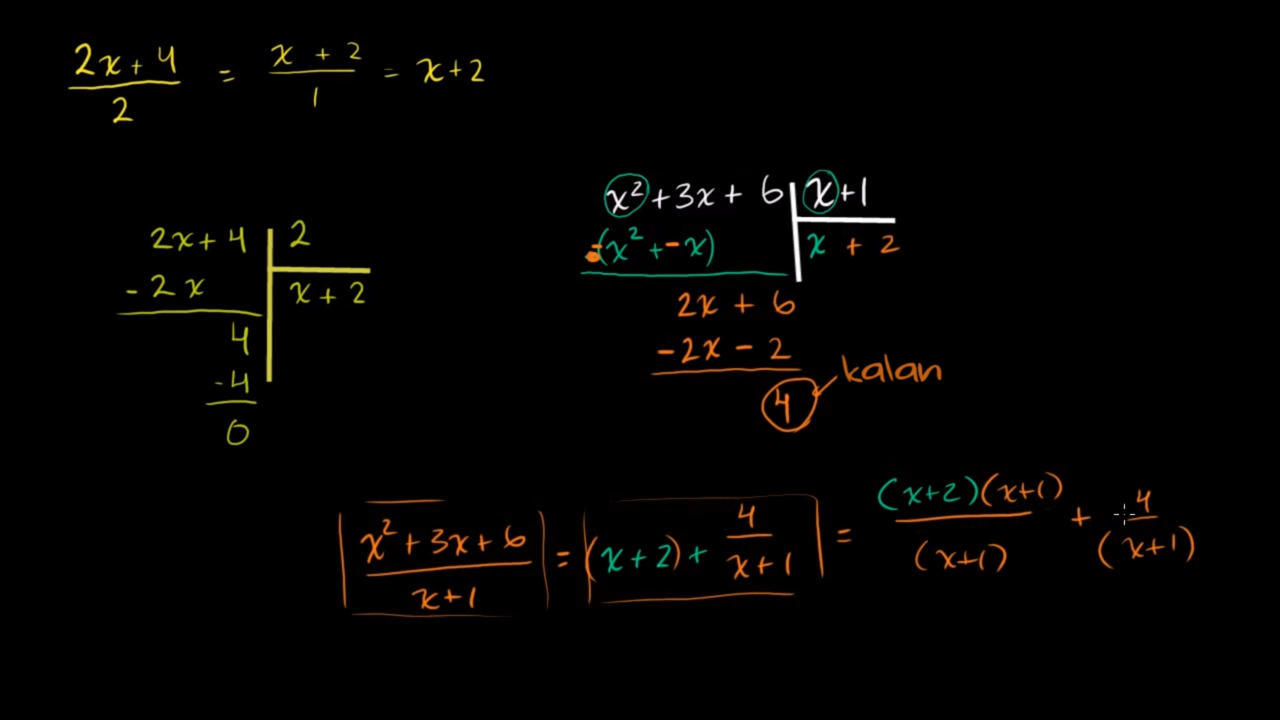 (2x+4)/2 = (x+2)/1 = x+2
x²+3x+6 | x+1
-(x²+-x) | x + 2
2x + 6
-2x - 2
4 kalan
2x+4 | 2
-2x | x+2
4
-4
0
(x²+3x+6)/(x+1) = (x+2) + 4/(x+1) = (x+2)(x+1)/(x+1) + 4/(x+1)